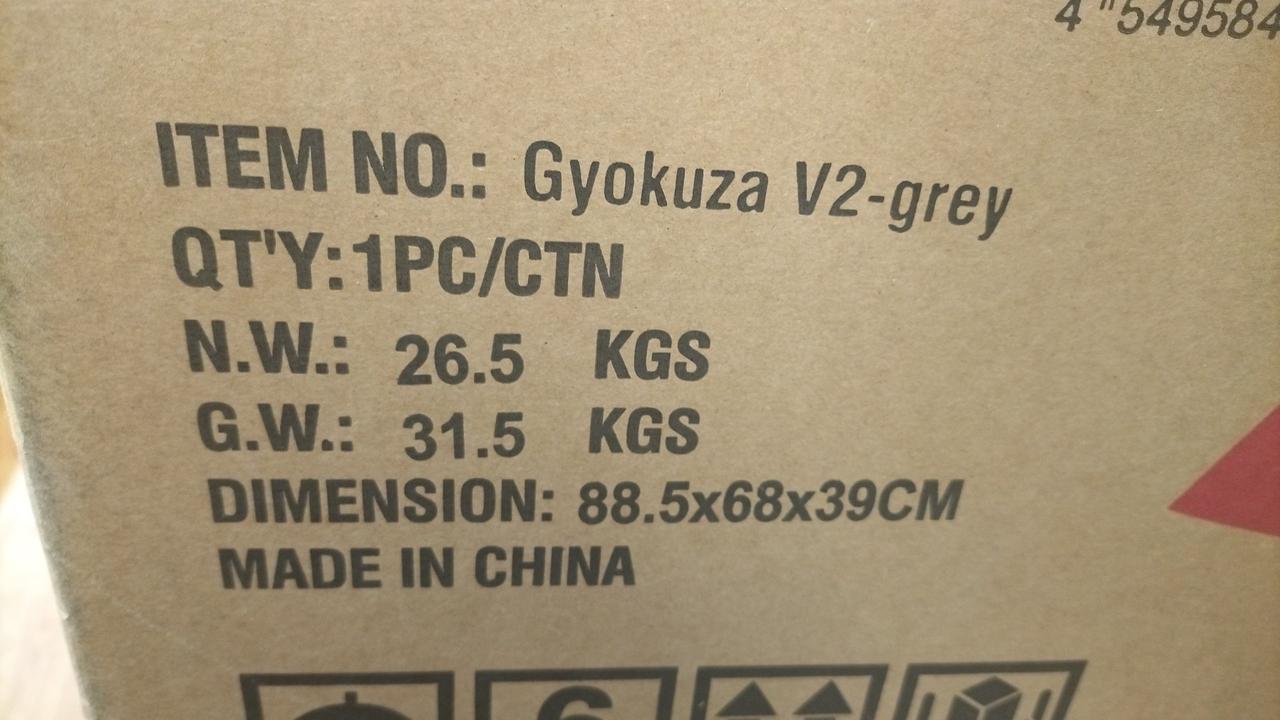 4 "549584
ITEM NO.: Gyokuza V2-grey
QT'Y:1PC/CTN
N.W.: 26.5 KGS
G.W.: 31.5 KGS
DIMENSION: 88.5x68x39CM
MADE IN CHINA
6